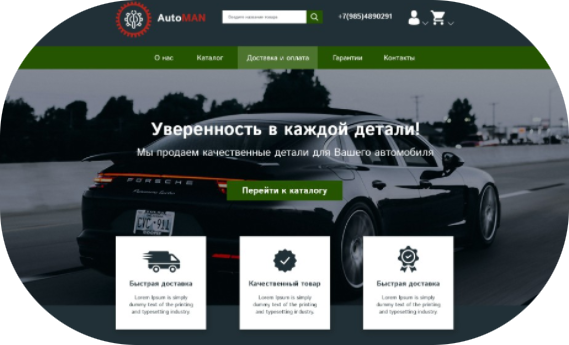 AutoMAN
Введите название товара
+7(985)4890291
О нас
Каталог
Доставка и оплата
Гарантии
Контакты
Уверенность в каждой детали!
Мы продаем качественные детали для Вашего автомобиля
PORSCHE
Перейти к каталогу
Быстрая доставка
Lorem Ipsum is simply
dummy text of the printing
and typesetting industry.
Качественный товар
Lorem Ipsum is simply
dummy text of the printing
and typesetting industry.
Быстрая доставка
Lorem Ipsum is simply
dummy text of the printing
and typesetting industry.